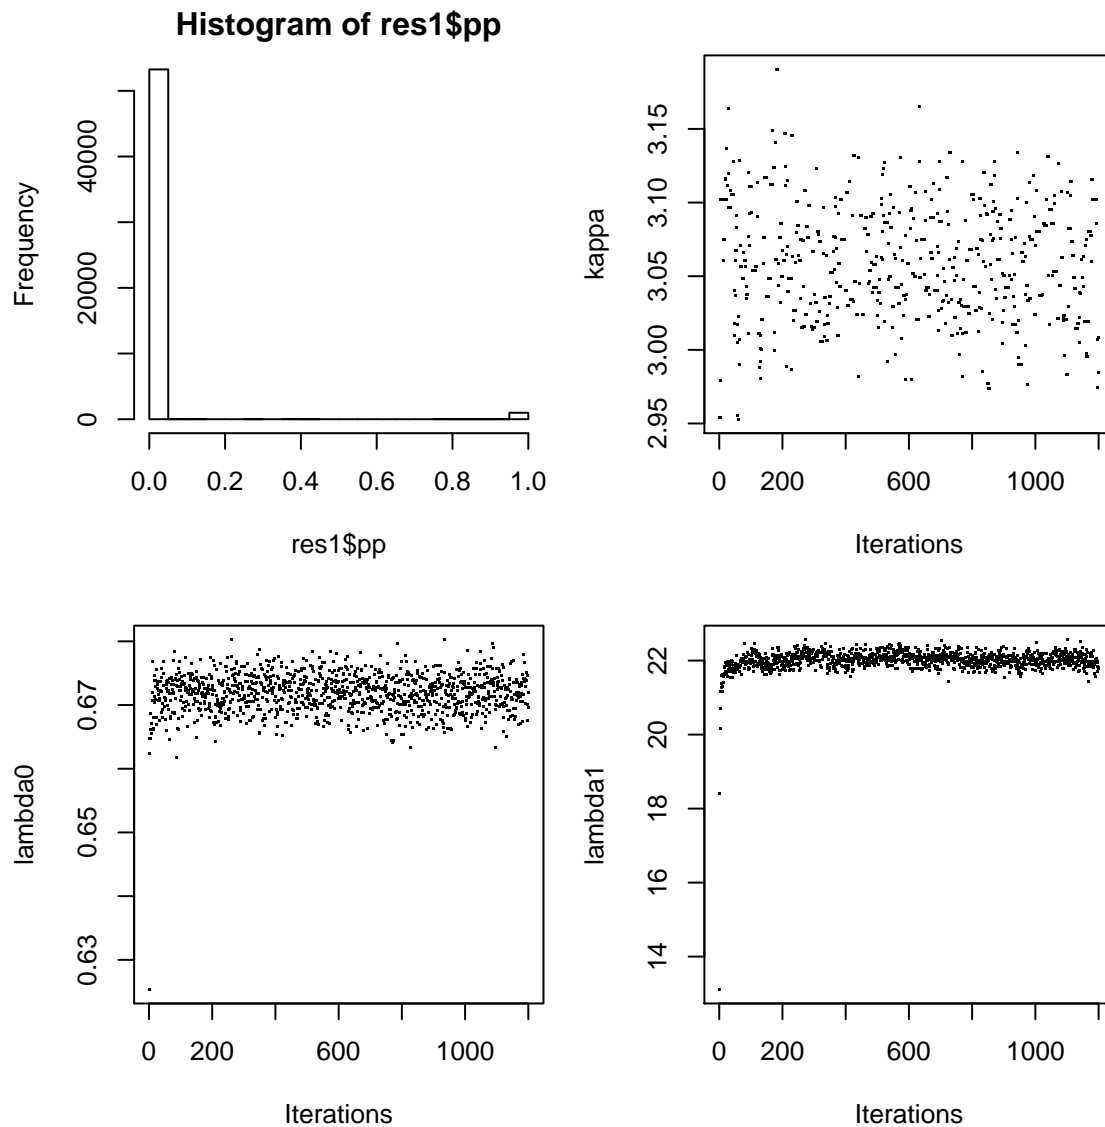 Histogram of res1$pp
Frequency
0
20000
40000
0.0 0.2 0.4 0.6 0.8 1.0
res1$pp
kappa
2.95
3.00
3.05
3.10
3.15
0 200 600 1000
Iterations
lambda0
0.63
0.65
0.67
0 200 600 1000
Iterations
lambda1
14
16
18
20
22
0 200 600 1000
Iterations